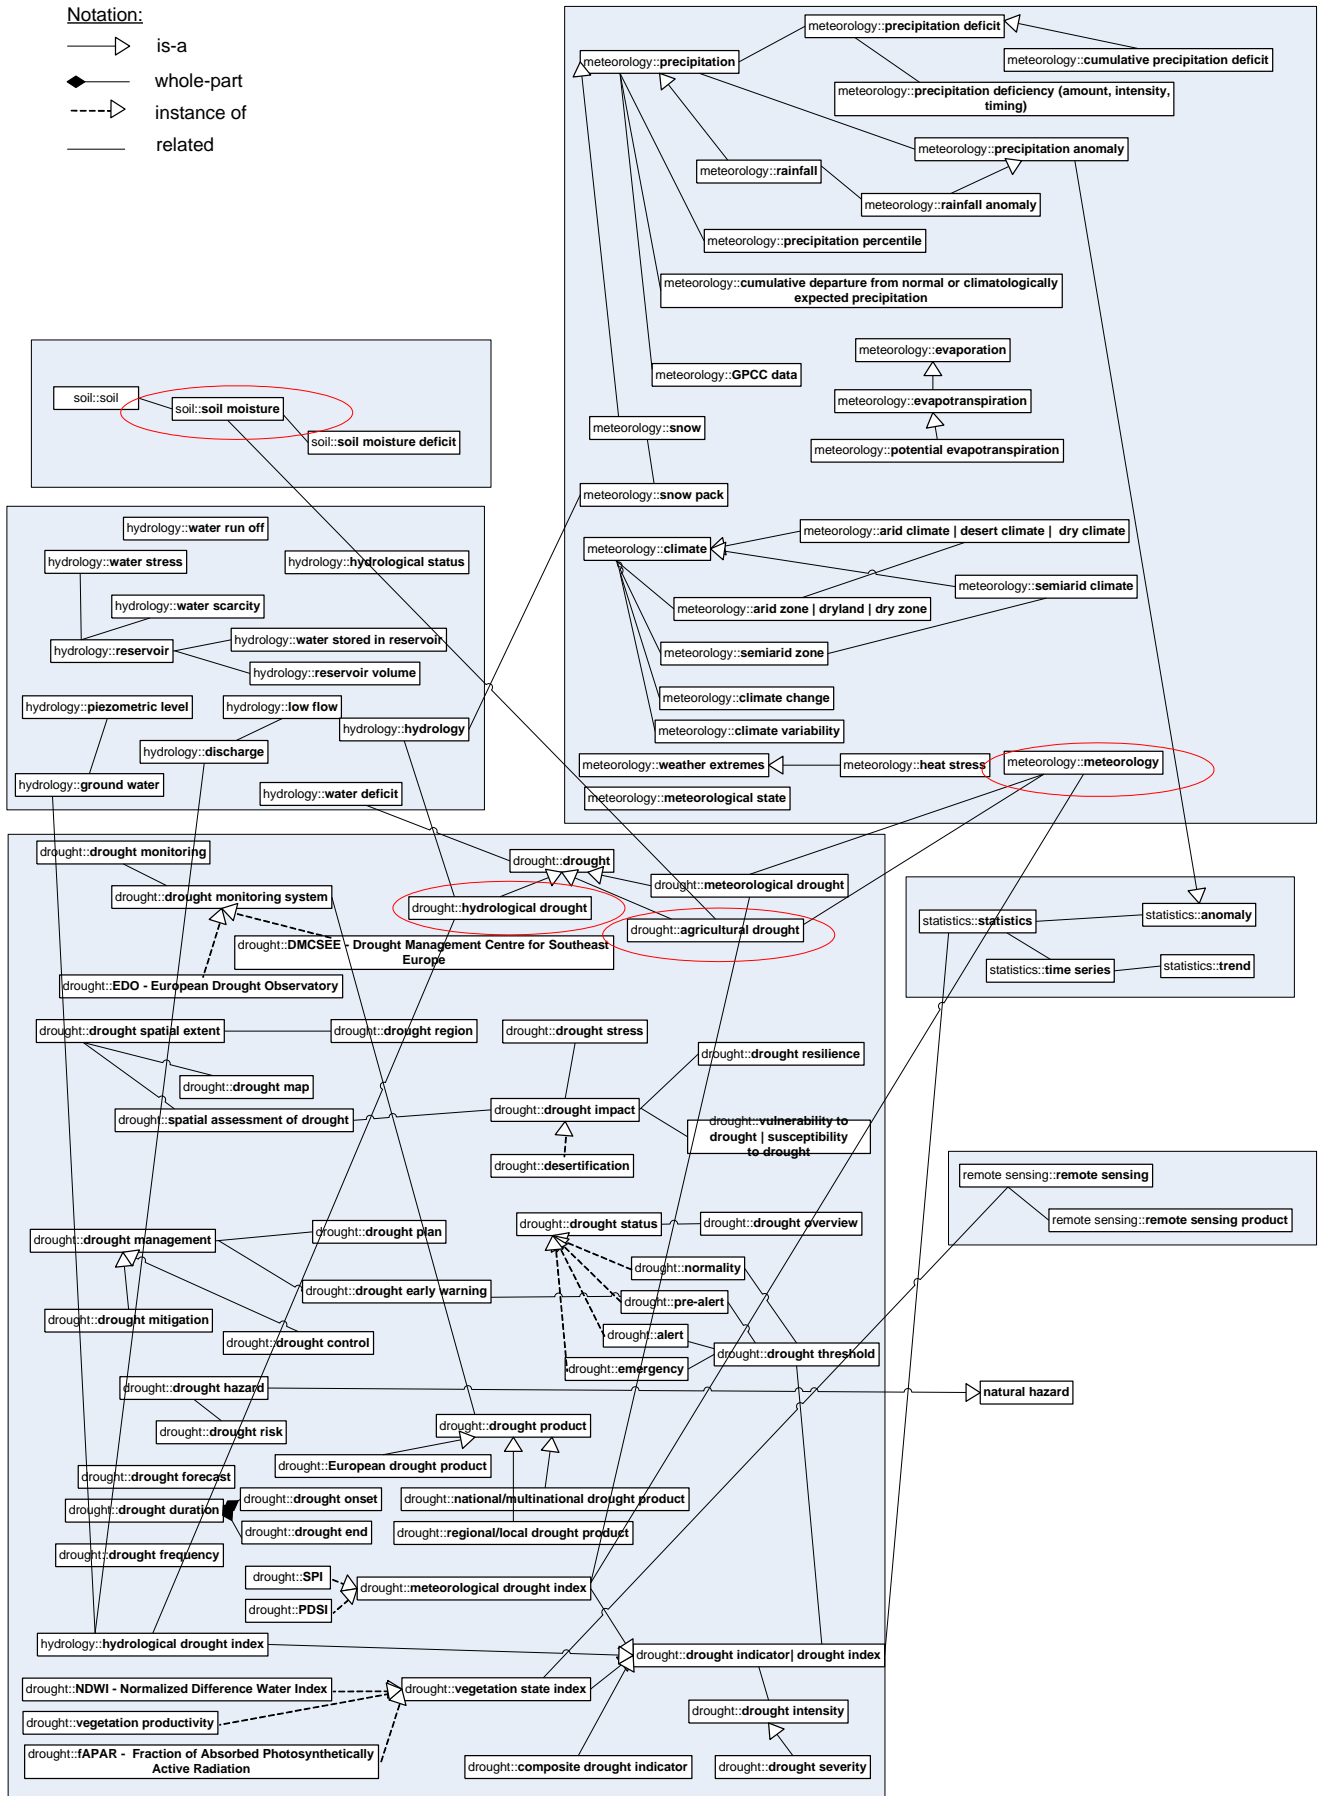 Notation:
is-a
whole-part
instance of
related
meteorology::precipitation deficit
meteorology::precipitation
meteorology::cumulative precipitation deficit
meteorology::precipitation deficiency (amount, intensity,
timing)
meteorology::precipitation anomaly
meteorology::rainfall
meteorology::rainfall anomaly
meteorology::precipitation percentile
meteorology::cumulative departure from normal or climatologically
expected precipitation
meteorology::evaporation
meteorology::GPCC data
meteorology::evapotranspiration
meteorology::snow
meteorology::potential evapotranspiration
meteorology::snow pack
meteorology::arid climate | desert climate | dry climate
meteorology::climate
meteorology::semiarid climate
meteorology::arid zone | dryland | dry zone
meteorology::semiarid zone
meteorology::climate change
meteorology::climate variability
meteorology::weather extremes
meteorology::heat stress
meteorology::meteorology
meteorology::meteorological state
soil::soil
soil::soil moisture
soil::soil moisture deficit
hydrology::water run off
hydrology::water stress
hydrology::hydrological status
hydrology::water scarcity
hydrology::water stored in reservoir
hydrology::reservoir
hydrology::reservoir volume
hydrology::piezometric level
hydrology::low flow
hydrology::hydrology
hydrology::discharge
hydrology::ground water
hydrology::water deficit
drought::drought monitoring
drought::drought
drought::drought monitoring system
drought::meteorological drought
drought::hydrological drought
drought::agricultural drought
drought::DMCSEE - Drought Management Centre for Southeast
Europe
drought::EDO - European Drought Observatory
statistics::statistics
statistics::anomaly
statistics::time series
statistics::trend
drought::drought spatial extent
drought::drought region
drought::drought stress
drought::drought resilience
drought::drought map
drought::spatial assessment of drought
drought::drought impact
drought::vulnerability to
drought | susceptibility
to drought
drought::desertification
remote sensing::remote sensing
remote sensing::remote sensing product
drought::drought management
drought::drought plan
drought::drought status
drought::drought overview
drought::normality
drought::drought early warning
drought::pre-alert
drought::drought mitigation
drought::drought control
drought::alert
drought::drought threshold
drought::emergency
drought::drought hazard
natural hazard
drought::drought risk
drought::drought product
drought::European drought product
drought::drought forecast
drought::drought onset
drought::national/multinational drought product
drought::drought duration
drought::drought end
drought::regional/local drought product
drought::drought frequency
drought::SPI
drought::meteorological drought index
drought::PDSI
hydrology::hydrological drought index
drought::drought indicator| drought index
drought::NDWI - Normalized Difference Water Index
drought::vegetation state index
drought::vegetation productivity
drought::drought intensity
drought::fAPAR - Fraction of Absorbed Photosynthetically
Active Radiation
drought::composite drought indicator
drought::drought severity